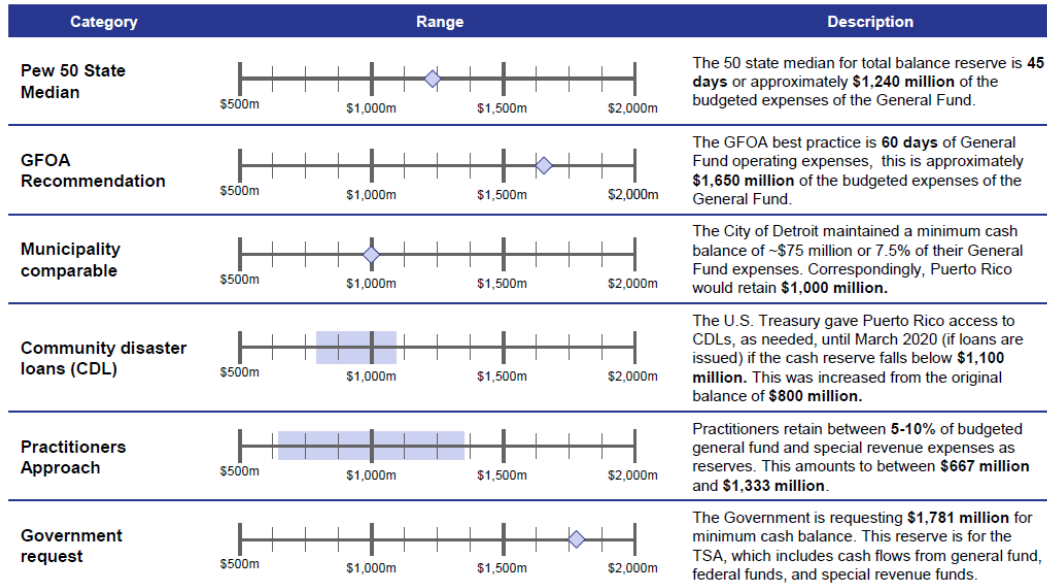 Category Range Description
Pew 50 State
Median
$500m $1,000m $1,500m $2,000m
The 50 state median for total balance reserve is 45
days or approximately $1,240 million of the
budgeted expenses of the General Fund.
GFOA
Recommendation
$500m $1,000m $1,500m $2,000m
The GFOA best practice is 60 days of General
Fund operating expenses, this is approximately
$1,650 million of the budgeted expenses of the
General Fund.
Municipality
comparable
$500m $1,000m $1,500m $2,000m
The City of Detroit maintained a minimum cash
balance of ~$75 million or 7.5% of their General
Fund expenses. Correspondingly, Puerto Rico
would retain $1,000 million.
Community disaster
loans (CDL)
$500m $1,000m $1,500m $2,000m
The U.S. Treasury gave Puerto Rico access to
CDLs, as needed, until March 2020 (if loans are
issued) if the cash reserve falls below $1,100
million. This was increased from the original
balance of $800 million.
Practitioners
Approach
$500m $1,000m $1,500m $2,000m
Practitioners retain between 5-10% of budgeted
general fund and special revenue expenses as
reserves. This amounts to between $667 million
and $1,333 million.
Government
request
$500m $1,000m $1,500m $2,000m
The Government is requesting $1,781 million for
minimum cash balance. This reserve is for the
TSA, which includes cash flows from general fund,
federal funds, and special revenue funds.